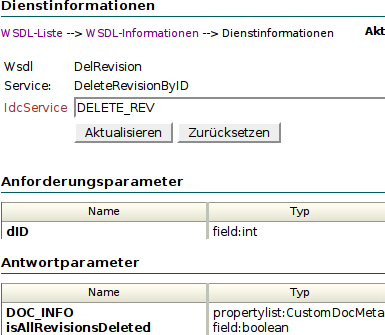 Dienstinformationen
WSDL-Liste --> WSDL-Informationen --> Dienstinformationen Akt
Wsdl DelRevision
Service: DeleteRevisionByID
IdcService DELETE_REV
Aktualisieren Zurücksetzen
Anforderungsparameter
Name Typ
dID field:int
Antwortparameter
Name Typ
DOC_INFO propertylist:CustomDocMeta
isAllRevisionsDeleted field:boolean